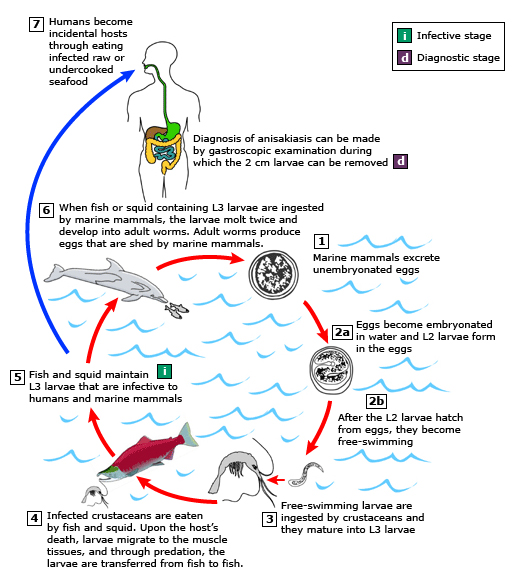 7 Humans become
incidental hosts
through eating
infected raw or
undercooked
seafood
i Infective stage
d Diagnostic stage
Diagnosis of anisakiasis can be made
by gastroscopic examination during
which the 2 cm larvae can be removed d
6 When fish or squid containing L3 larvae are ingested
by marine mammals, the larvae molt twice and
develop into adult worms. Adult worms produce
eggs that are shed by marine mammals.
1
Marine mammals excrete
unembryonated eggs
2a Eggs become embryonated
in water and L2 larvae form
in the eggs
2b
After the L2 larvae hatch
from eggs, they become
free-swimming
5 Fish and squid maintain i
L3 larvae that are infective to
humans and marine mammals
3 Free-swimming larvae are
ingested by crustaceans and
they mature into L3 larvae
4 Infected crustaceans are eaten
by fish and squid. Upon the host's
death, larvae migrate to the muscle
tissues, and through predation, the
larvae are transferred from fish to fish.